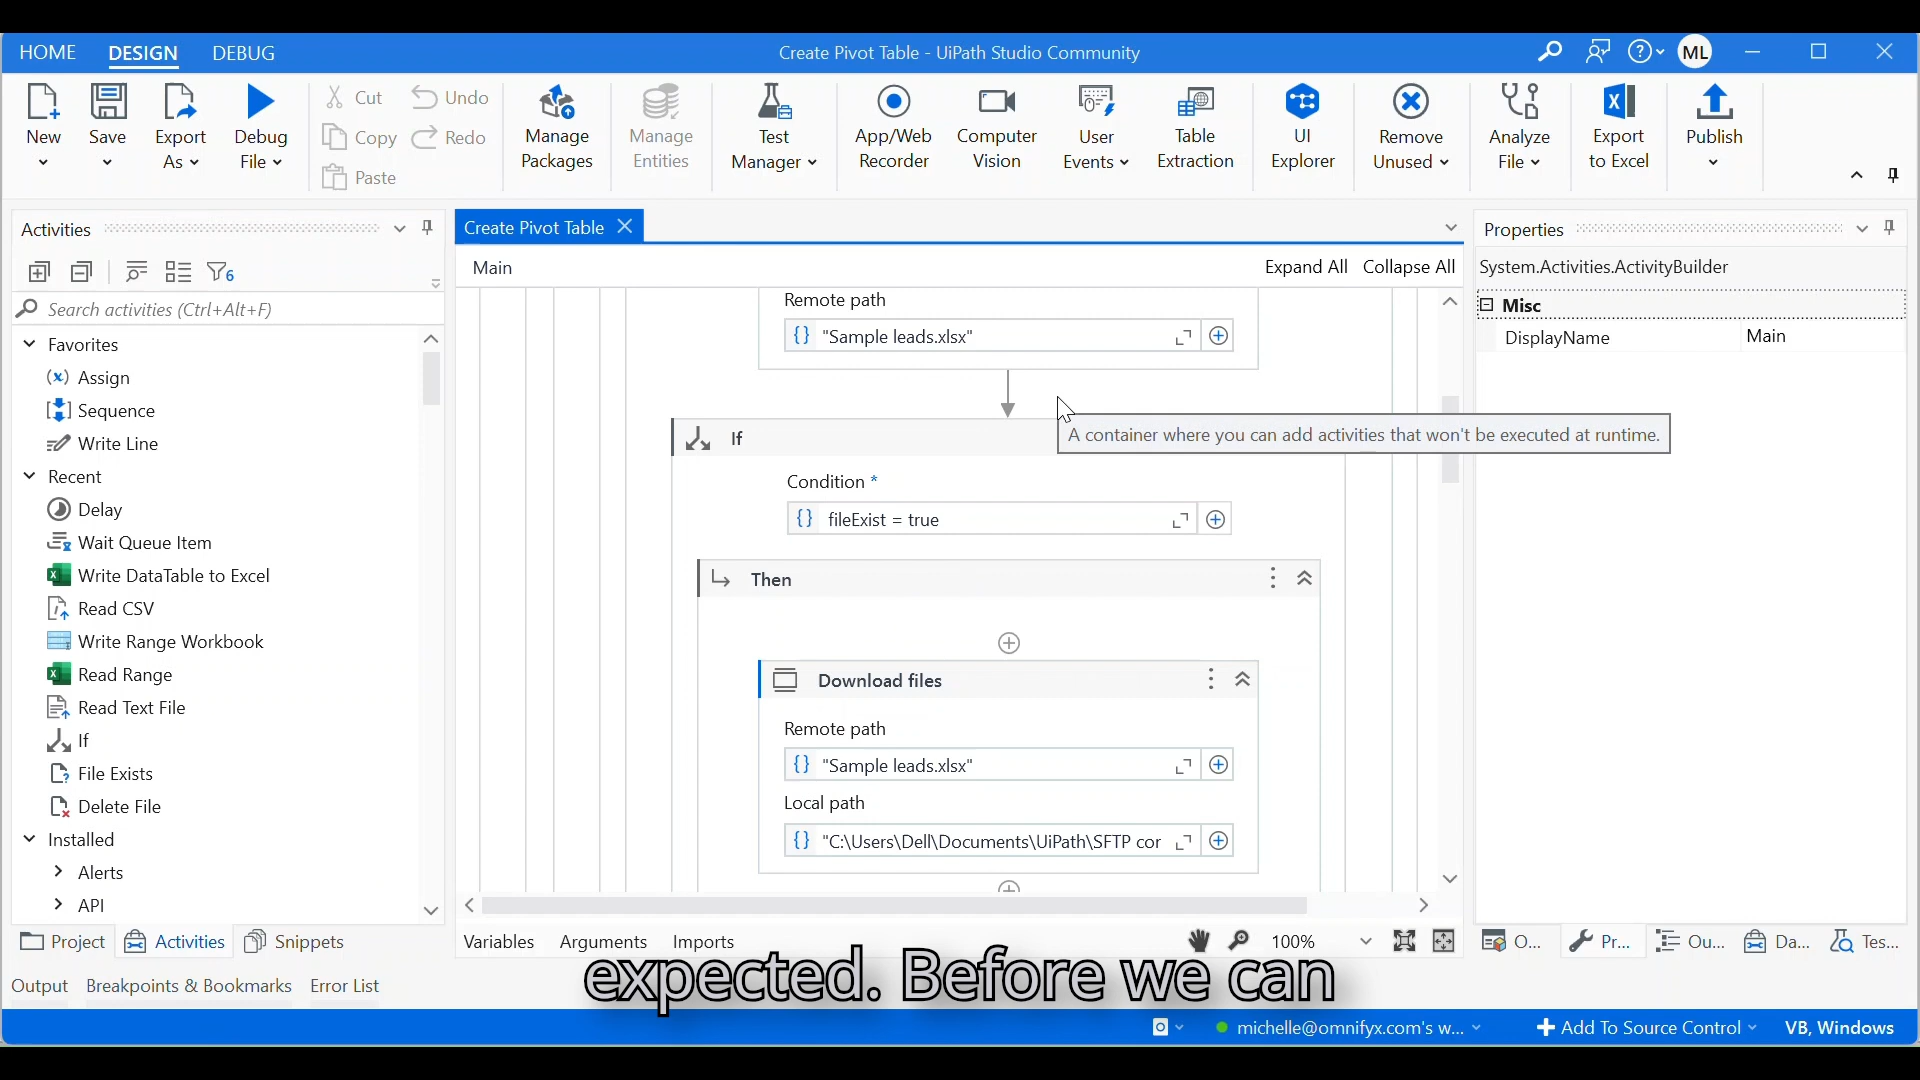 HOME DESIGN DEBUG Create Pivot Table - UiPath Studio Community ML
New Save Export As Debug File Cut Copy Paste Undo Redo Manage Packages Manage Entities Test Manager App/Web Recorder Computer Vision User Events Table Extraction UI Explorer Remove Unused Analyze File Export to Excel Publish
Activities
6
Search activities (Ctrl+Alt+F)
Favorites
Assign
Sequence
Write Line
Recent
Delay
Wait Queue Item
Write DataTable to Excel
Read CSV
Write Range Workbook
Read Range
Read Text File
If
File Exists
Delete File
Installed
Alerts
API
Project Activities Snippets
Create Pivot Table
Main Expand All Collapse All
Remote path
"Sample leads.xlsx"
If
A container where you can add activities that won't be executed at runtime.
Condition *
fileExist = true
Then
Download files
Remote path
"Sample leads.xlsx"
Local path
"C:\Users\Dell\Documents\UiPath\SFTP cor
Variables Arguments Imports 100%
Properties
System.Activities.ActivityBuilder
Misc
DisplayName Main
O... Pr... Ou... Da... Tes...
Output Breakpoints & Bookmarks Error List
expected. Before we can
michelle@omnifyx.com's w... Add To Source Control VB, Windows